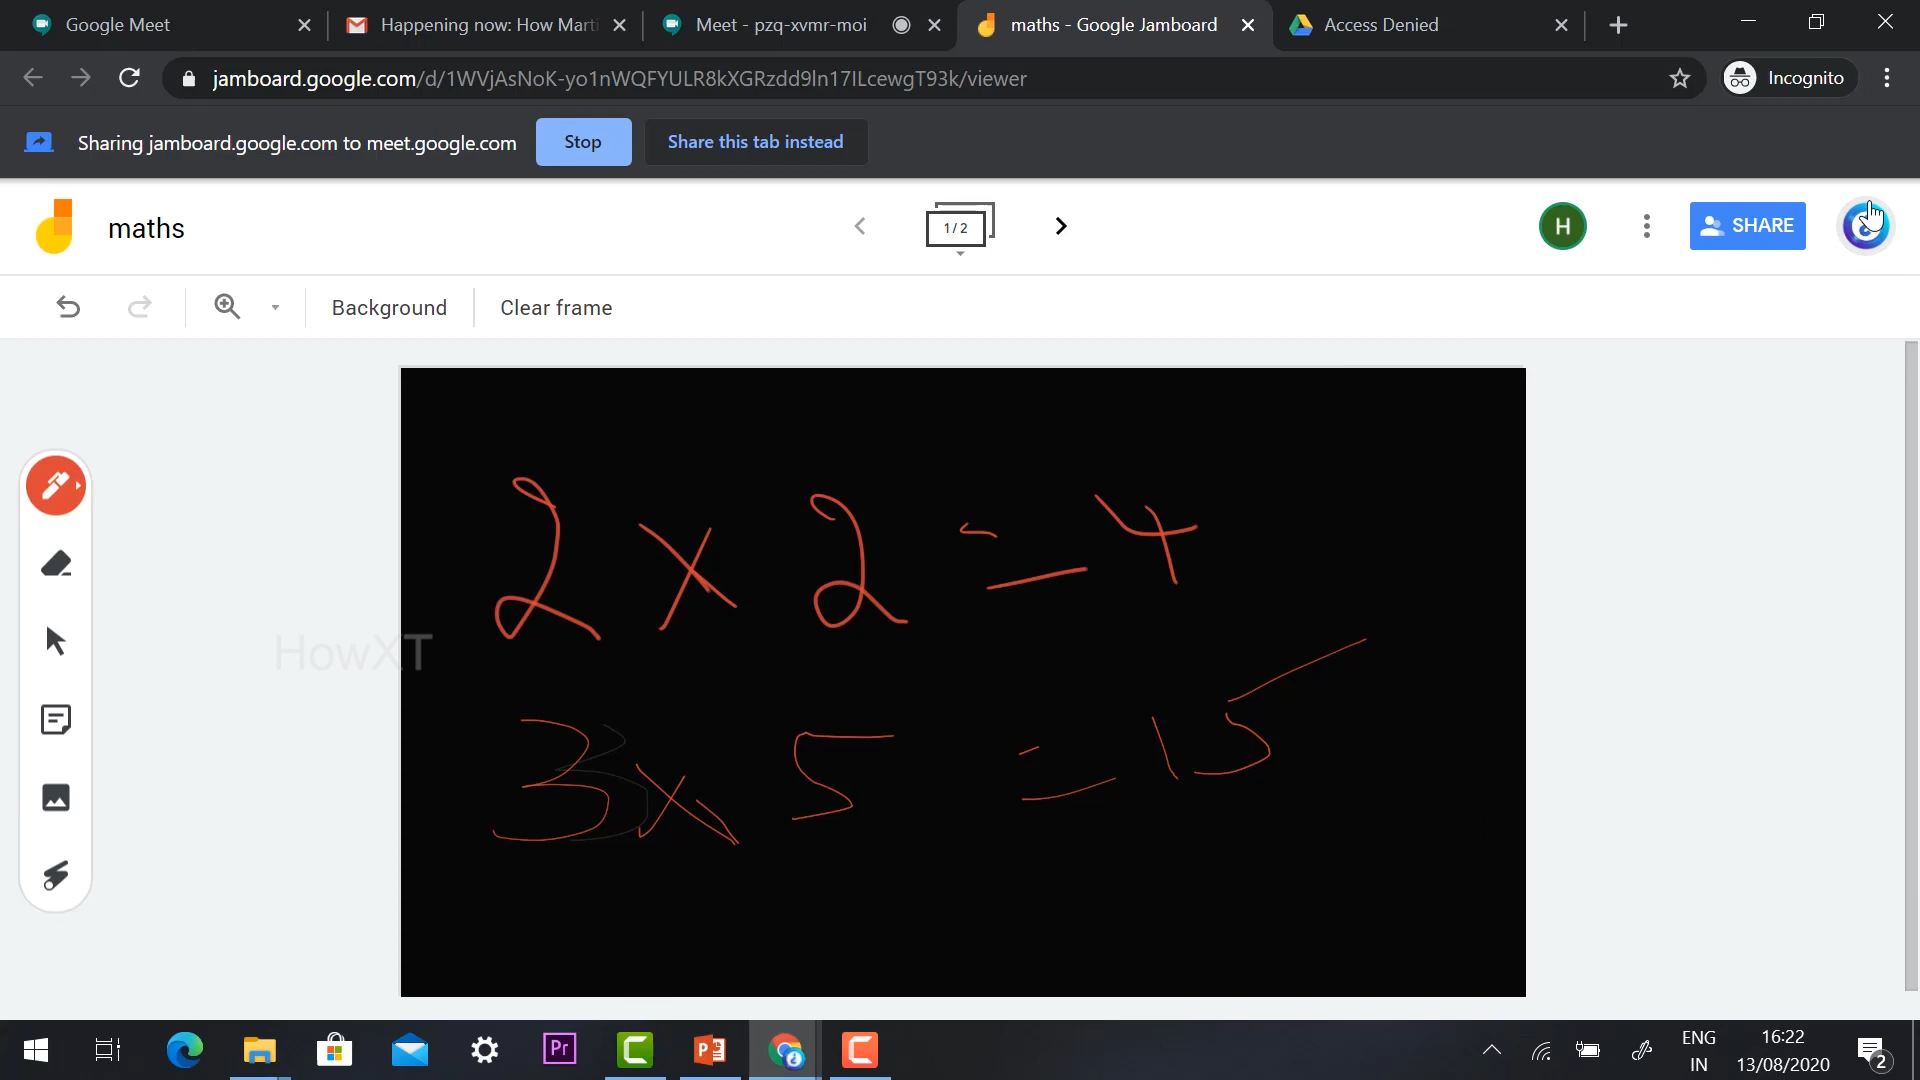 Google Meet
Happening now: How Marti
Meet - pzq-xvmr-moi
maths - Google Jamboard
Access Denied
jamboard.google.com/d/1WVjAsNoK-yo1nWQFYULR8kXGRzdd9ln17ILcewgT93k/viewer
Incognito
Sharing jamboard.google.com to meet.google.com
Stop
Share this tab instead
maths
1 / 2
H
SHARE
Background
Clear frame
2 x 2 = 4
HowXT
3 x 5 = 15
Pr
ENG
IN
16:22
13/08/2020
2